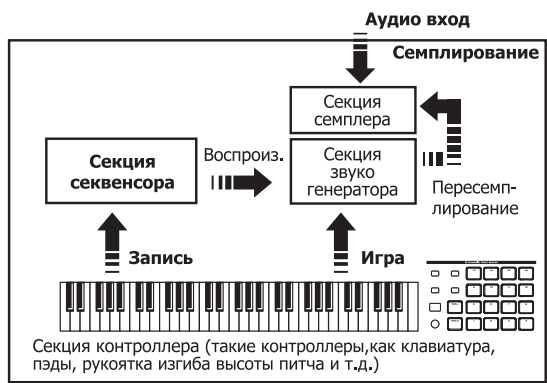 Аудио вход
Семплирование
Секция
семплера
Секция
секвенсора
Воспроиз.
Секция
звуко
генератора
Пересемп-
лирование
Запись
Игра
Секция контроллера (такие контроллеры,как клавиатура,
пэды, рукоятка изгиба высоты питча и т.д.)